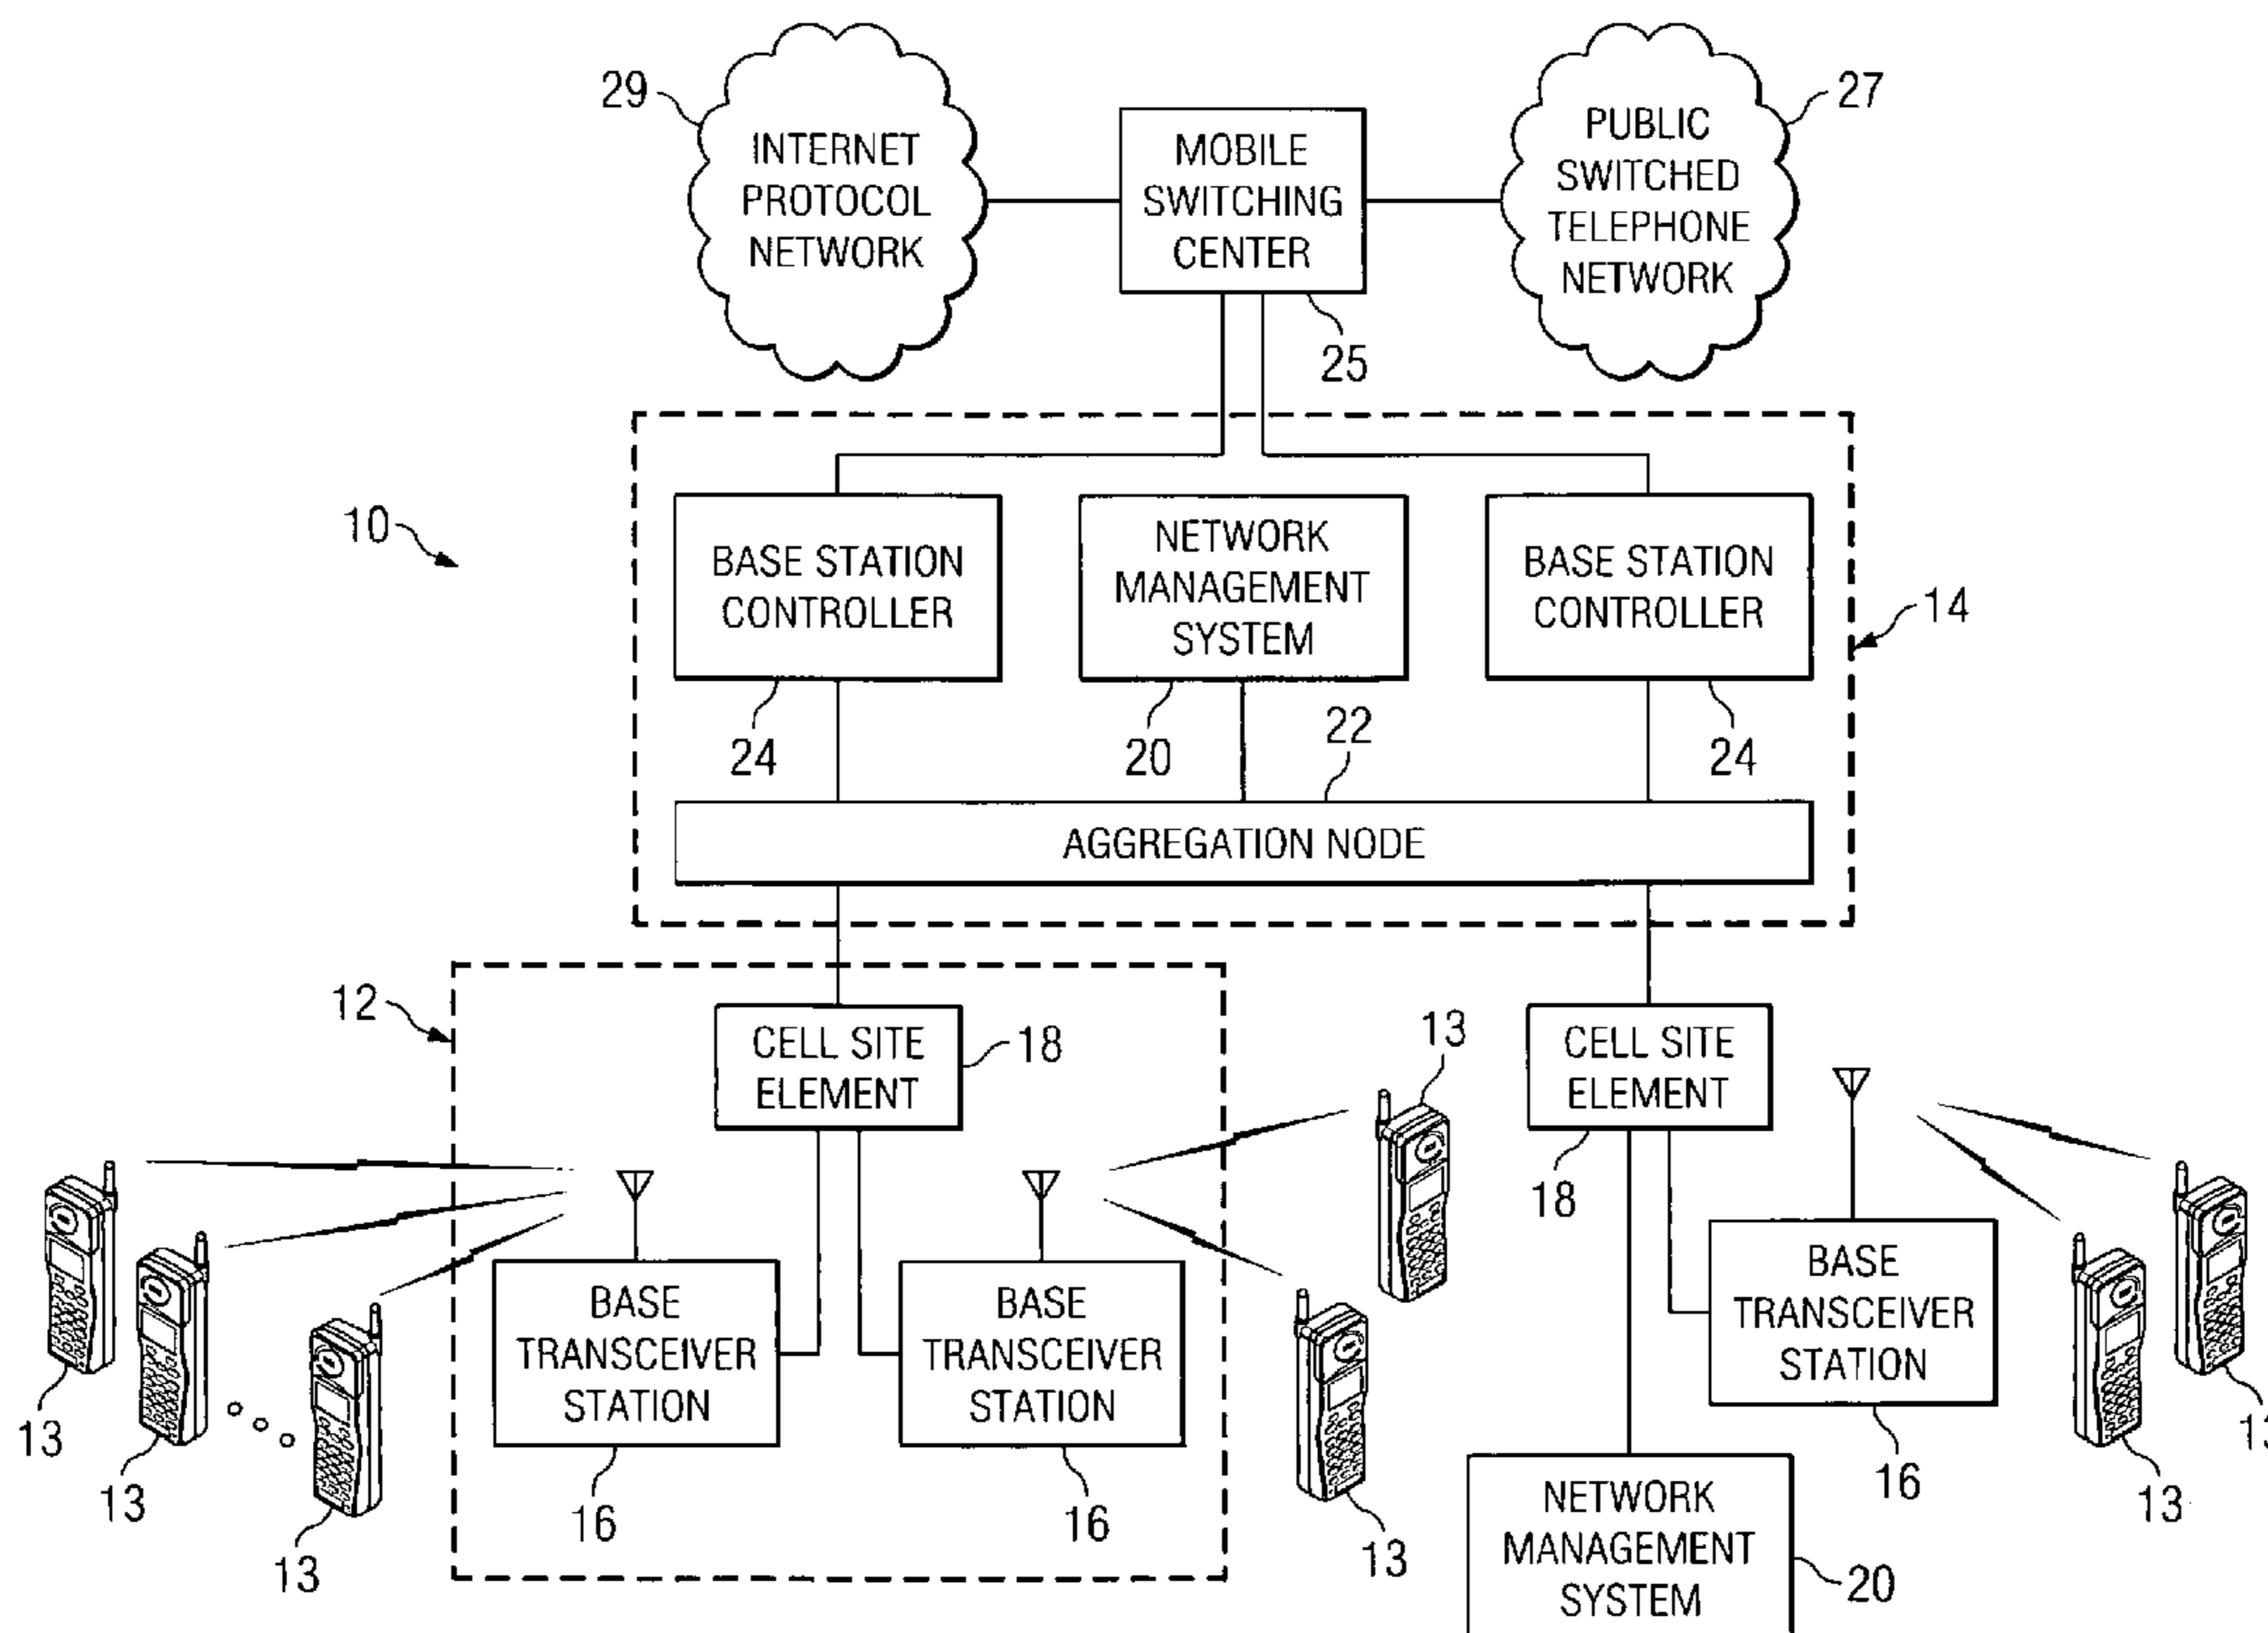 29
INTERNET
PROTOCOL
NETWORK
MOBILE
SWITCHING
CENTER
25
PUBLIC
SWITCHED
TELEPHONE
NETWORK
27
10
BASE STATION
CONTROLLER
24
NETWORK
MANAGEMENT
SYSTEM
20
22
BASE STATION
CONTROLLER
24
14
AGGREGATION NODE
12
CELL SITE
ELEMENT
18
13
CELL SITE
ELEMENT
18
BASE
TRANSCEIVER
STATION
16
BASE
TRANSCEIVER
STATION
16
BASE
TRANSCEIVER
STATION
16
13
13
13
13
13
NETWORK
MANAGEMENT
SYSTEM
20